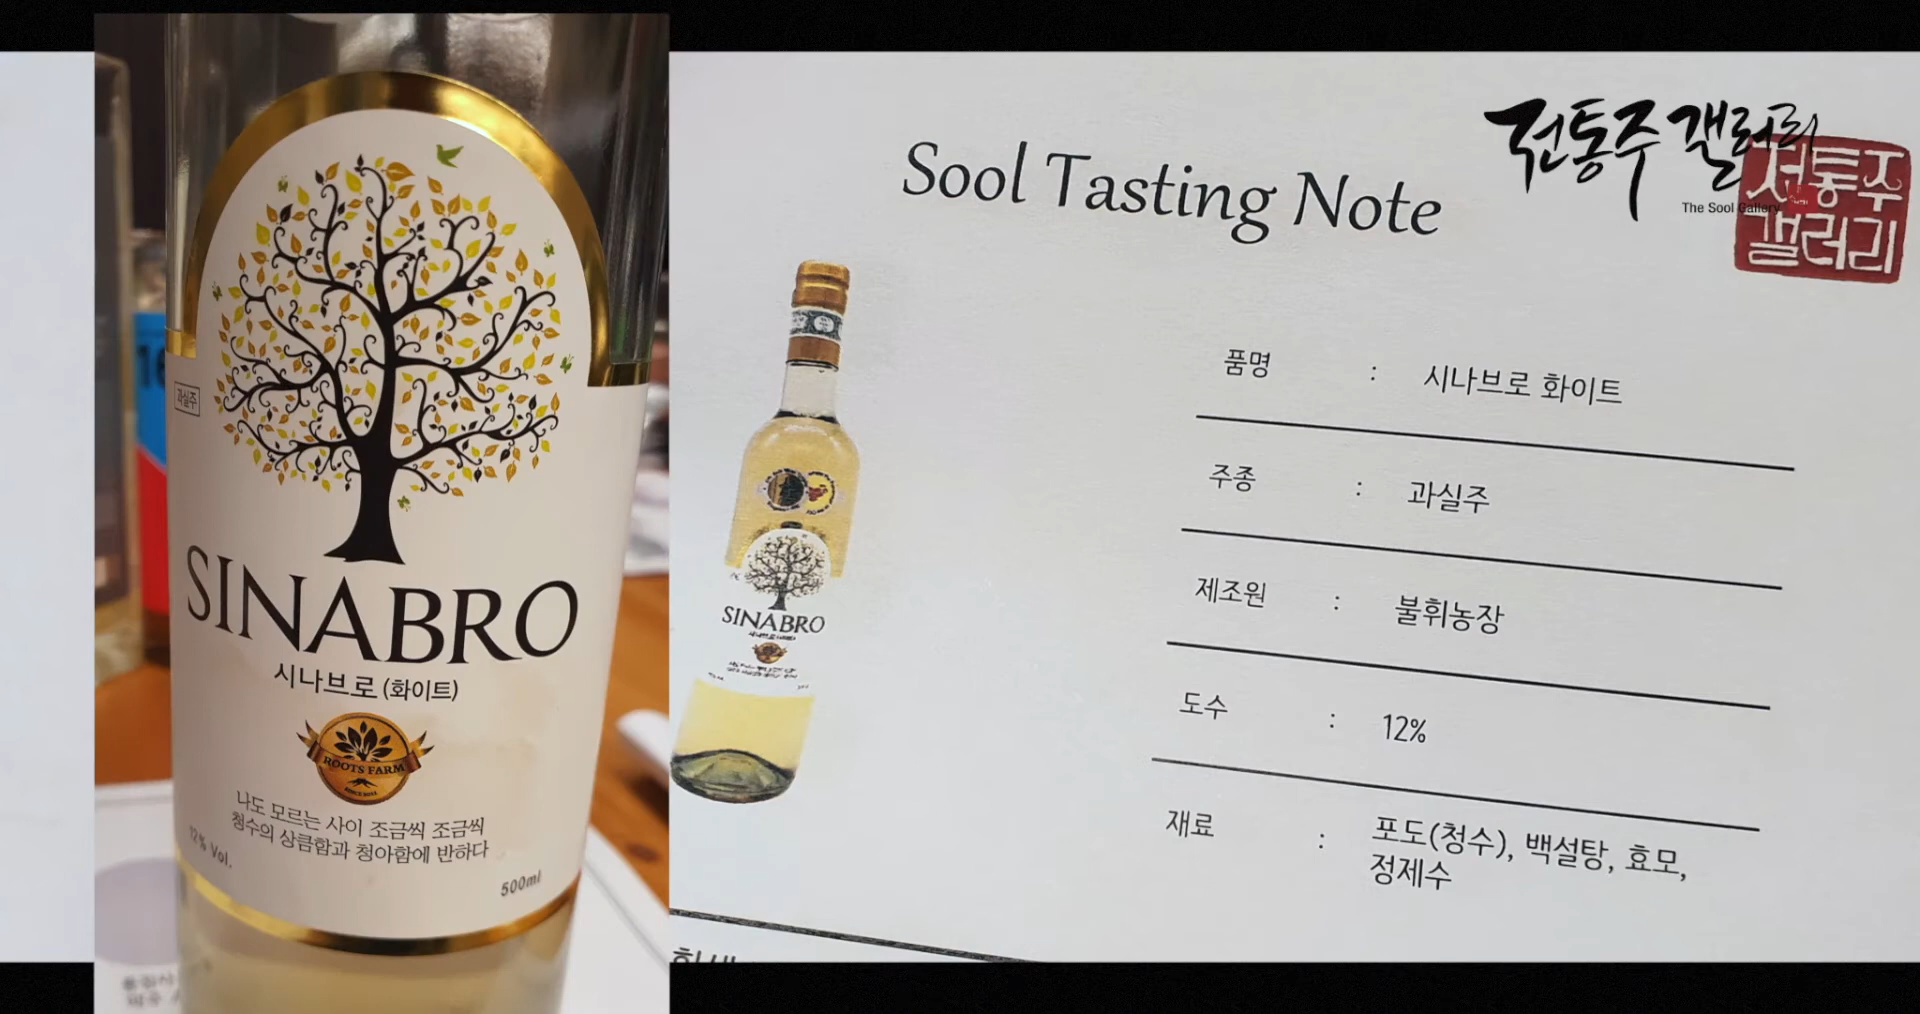 과실주
SINABRO
시나브로 (화이트)
ROOTS FARM
나도 모르는 사이 조금씩 조금씩
청수의 상큼함과 청아함에 반하다
12% Vol.
500ml
Sool Tasting Note
전통주 갤러리
The Sool Gallery
전통주
갤러리
SINABRO
품명 : 시나브로 화이트
주종 : 과실주
제조원 : 불휘농장
도수 : 12%
재료 : 포도(청수), 백설탕, 효모,
정제수